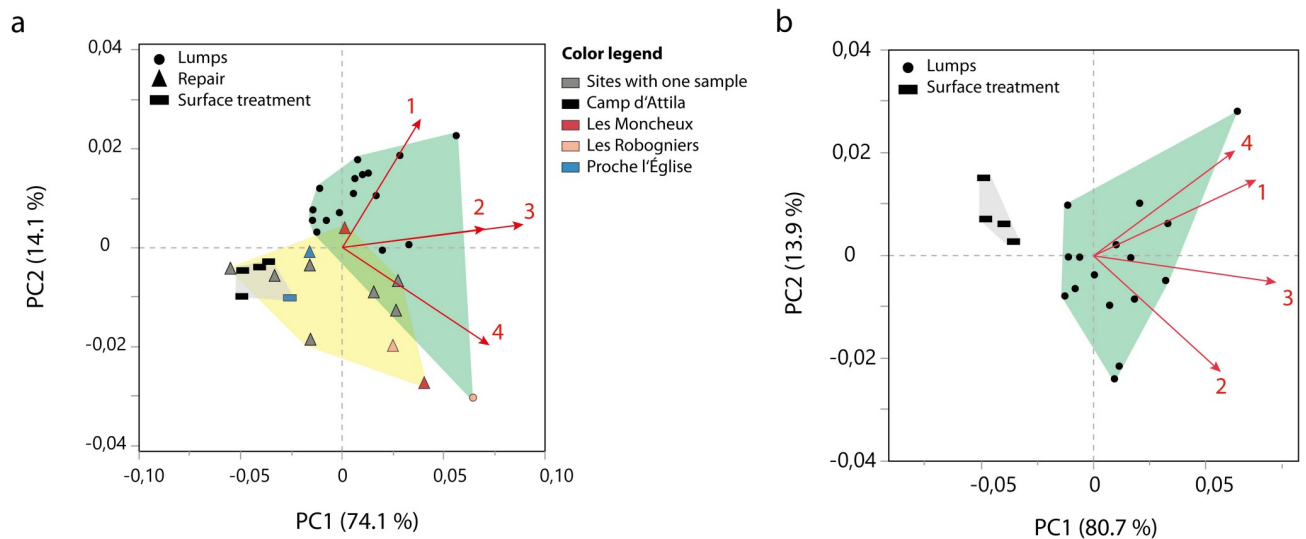 a
0,04
0,02
0
-0,02
-0,04
PC2 (14.1 %)
Lumps
Repair
Surface treatment
1
2
3
4
-0,10
-0,05
0
0,05
0,10
PC1 (74.1 %)
Color legend
Sites with one sample
Camp d‘Attila
Les Moncheux
Les Robogniers
Proche l‘Église
b
0,04
0,02
0
-0,02
-0,04
PC2 (13.9 %)
Lumps
Surface treatment
4
1
3
2
-0,05
0
0,05
PC1 (80.7 %)